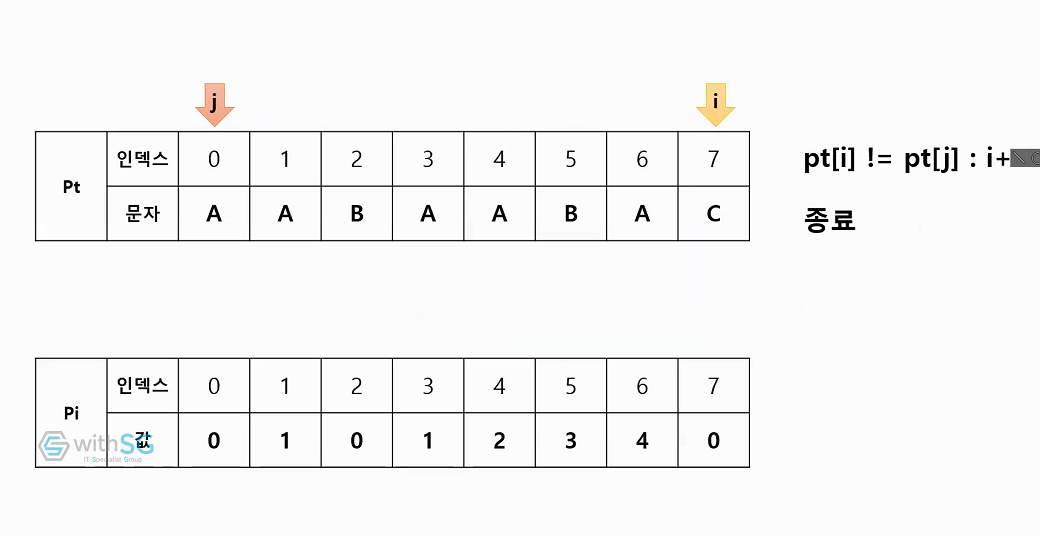 j i
Pt 인덱스 0 1 2 3 4 5 6 7
문자 A A B A A B A C
pt[i] != pt[j] : i+
종료
Pi 인덱스 0 1 2 3 4 5 6 7
값 0 1 0 1 2 3 4 0
withSG
IT Specialist Group